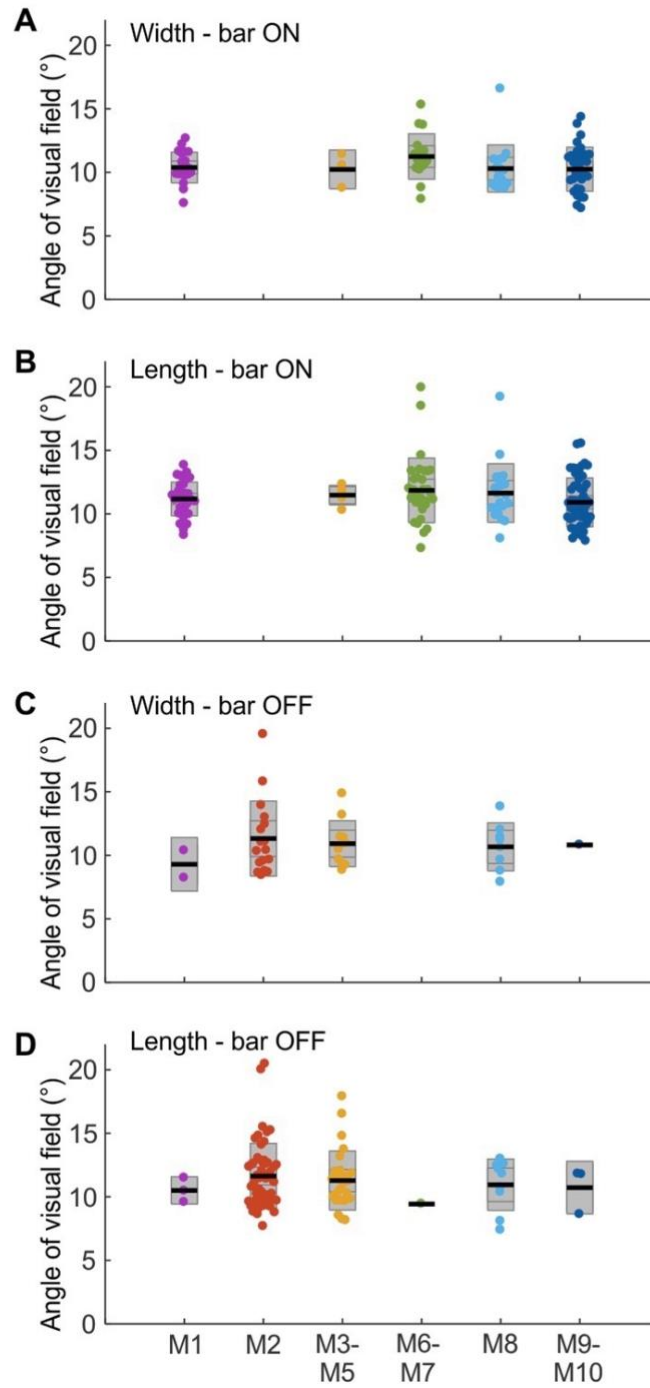 A
Width - bar ON
Angle of visual field (°)
20
15
10
5
0
B
Length - bar ON
Angle of visual field (°)
20
15
10
5
0
C
Width - bar OFF
Angle of visual field (°)
20
15
10
5
0
D
Length - bar OFF
Angle of visual field (°)
20
15
10
5
0
M1 M2 M3- M6- M8 M9-
M5 M7 M10